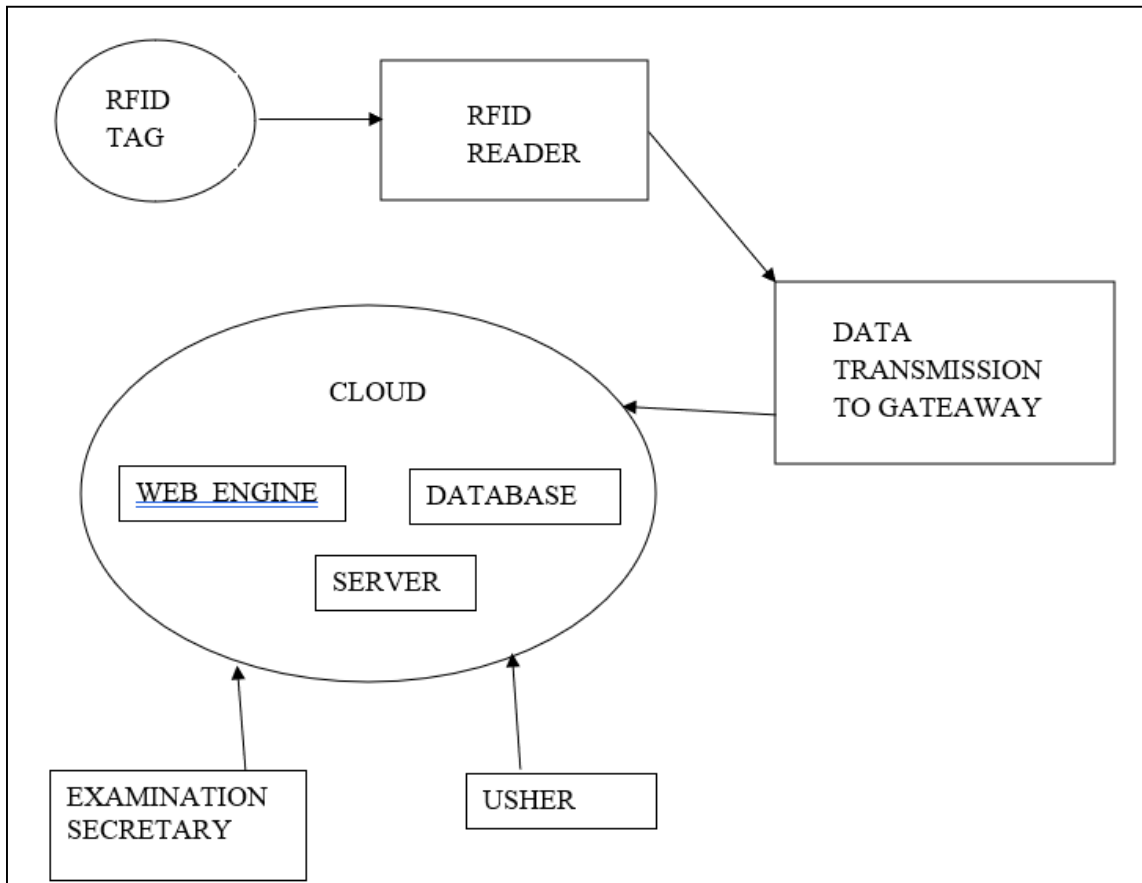 RFID
TAG
RFID
READER
DATA
TRANSMISSION
TO GATEAWAY
CLOUD
WEB ENGINE
DATABASE
SERVER
EXAMINATION
SECRETARY
USHER